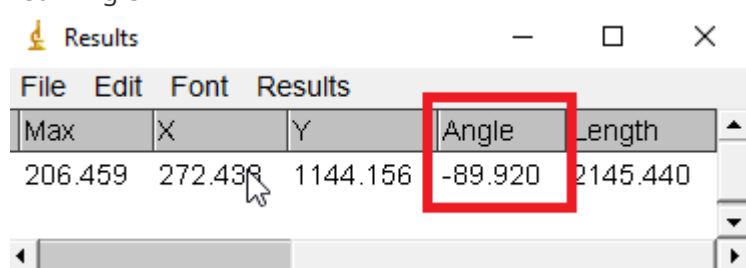 Results
File Edit Font Results
Max X Y Angle Length
206.459 272.438 1144.156 -89.920 2145.440